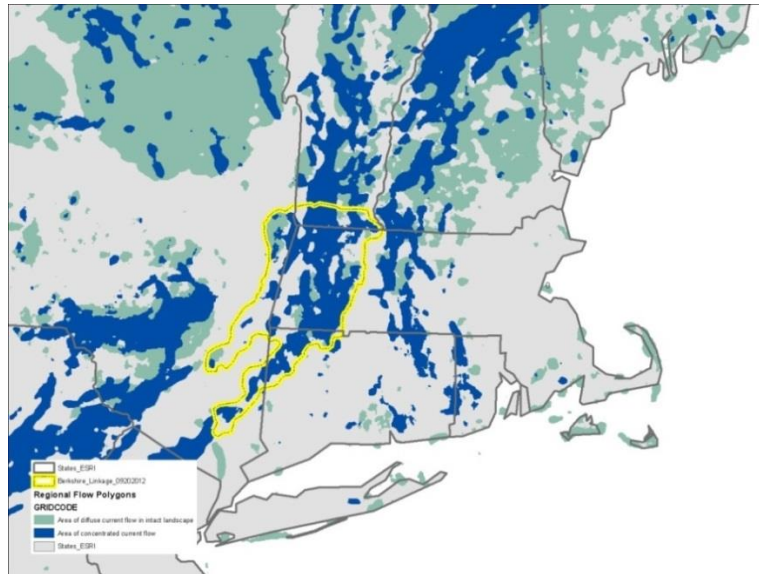 States_ESRI
Berkshire_Linkage_09202012
Regional Flow Polygons
GRIDCODE
Area of diffuse current flow in intact landscape
Area of concentrated current flow
States_ESRI